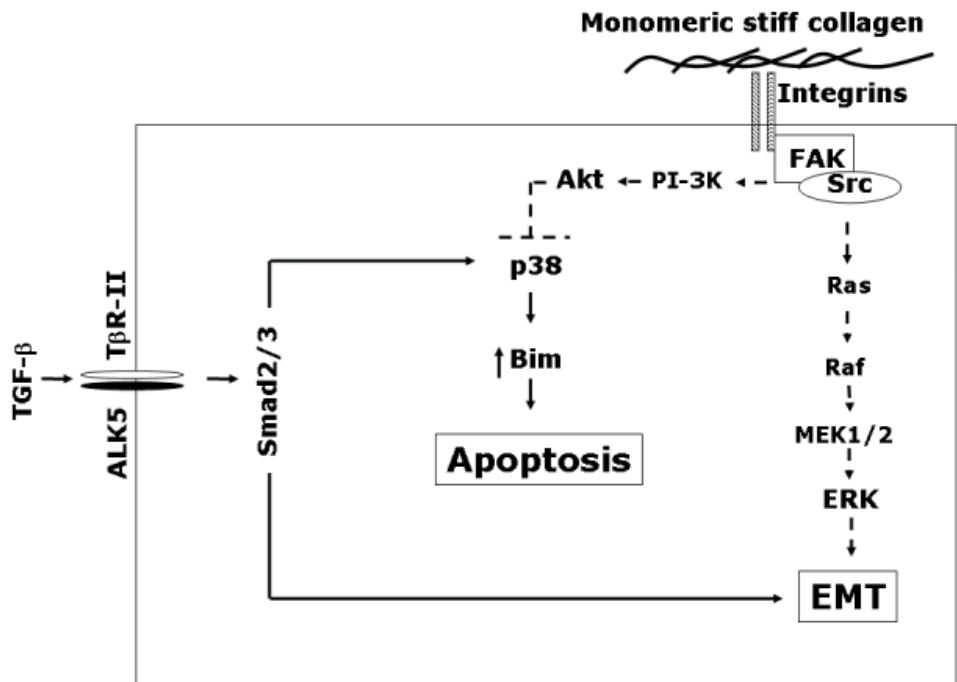 Monomeric stiff collagen
Integrins
FAK
Src
Akt
PI-3K
p38
Ras
TβR-II
TGF-β
ALK5
Smad2/3
Bim
Raf
MEK1/2
Apoptosis
ERK
EMT